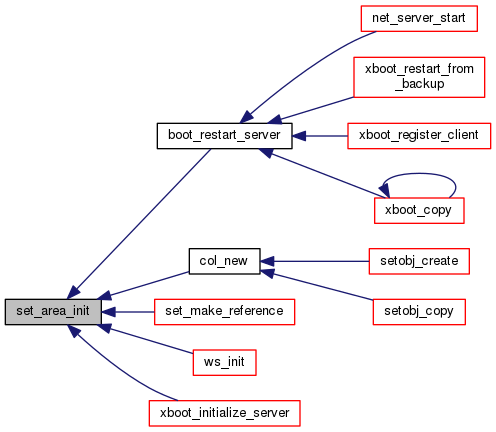 net_server_start
xboot_restart_from
_backup
boot_restart_server
xboot_register_client
xboot_copy
col_new
setobj_create
set_area_init
set_make_reference
setobj_copy
ws_init
xboot_initialize_server